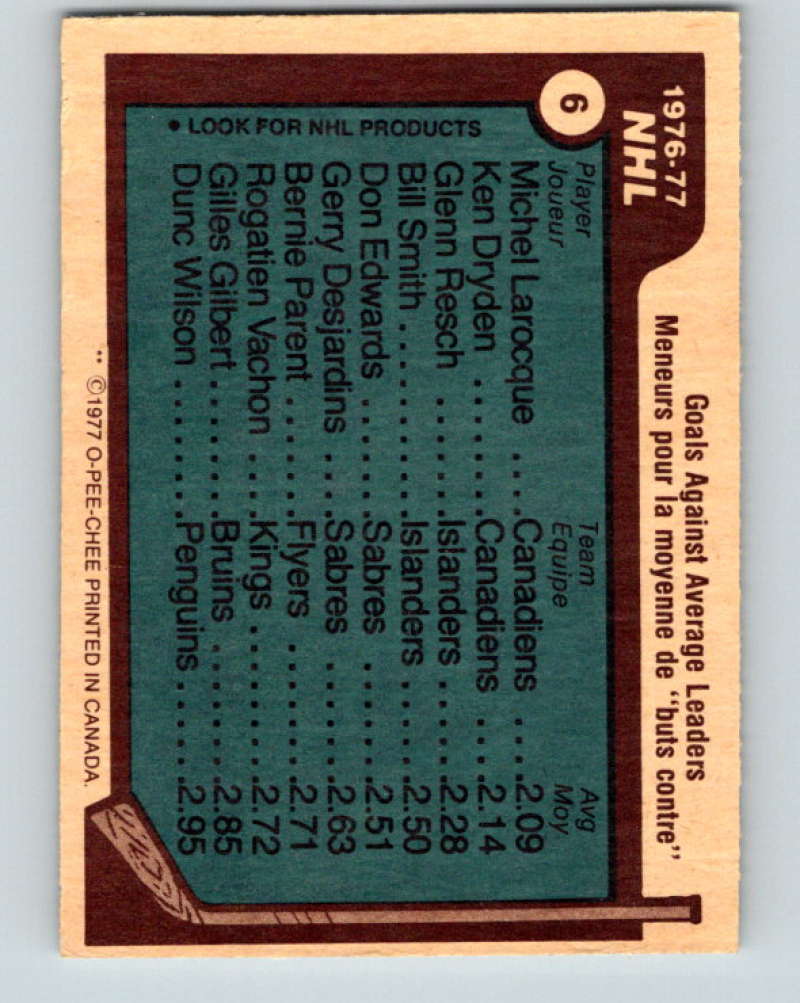 1976-77
NHL
Goals Against Average Leaders
Meneurs pour la moyenne de "buts contre"
6
Player Team Avg
Joueur Equipe Moy
Michel Larocque . . . . Canadiens . . . . 2.09
Ken Dryden . . . . . . . . Canadiens . . . . 2.14
Glenn Resch . . . . . . . Islanders . . . . . 2.28
Bill Smith . . . . . . . . . . Islanders . . . . . 2.50
Don Edwards . . . . . . Sabres . . . . . . . 2.51
Gerry Desjardins . . . . Sabres . . . . . . . 2.63
Bernie Parent . . . . . . . Flyers . . . . . . . . 2.71
Rogatien Vachon . . . . Kings . . . . . . . . 2.72
Gilles Gilbert . . . . . . . . Bruins . . . . . . . 2.85
Dunc Wilson . . . . . . . . Penguins . . . . . 2.95
• LOOK FOR NHL PRODUCTS
** ©1977 O-PEE-CHEE PRINTED IN CANADA.